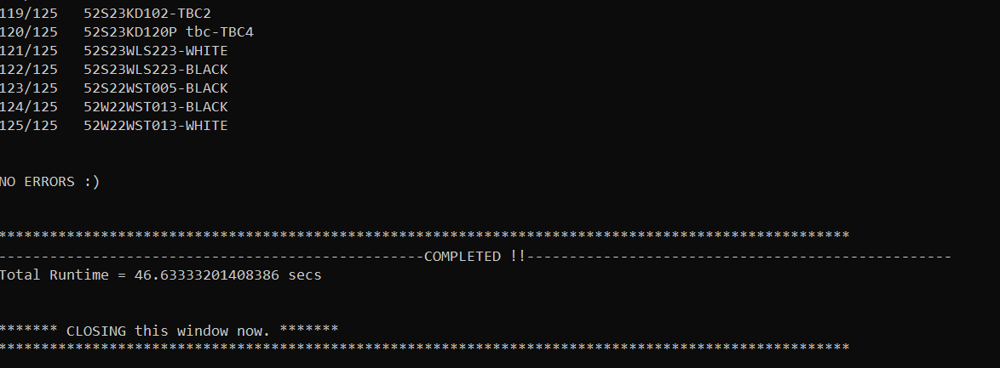 119/125   52S23KD102-TBC2
120/125   52S23KD120P tbc-TBC4
121/125   52S23WLS223-WHITE
122/125   52S23WLS223-BLACK
123/125   52S22WST005-BLACK
124/125   52W22WST013-BLACK
125/125   52W22WST013-WHITE
NO ERRORS :)
****************************************************************************************************
--------------------------------------------------COMPLETED !!--------------------------------------------------
Total Runtime = 46.63333201408386 secs
******* CLOSING this window now. *******
****************************************************************************************************